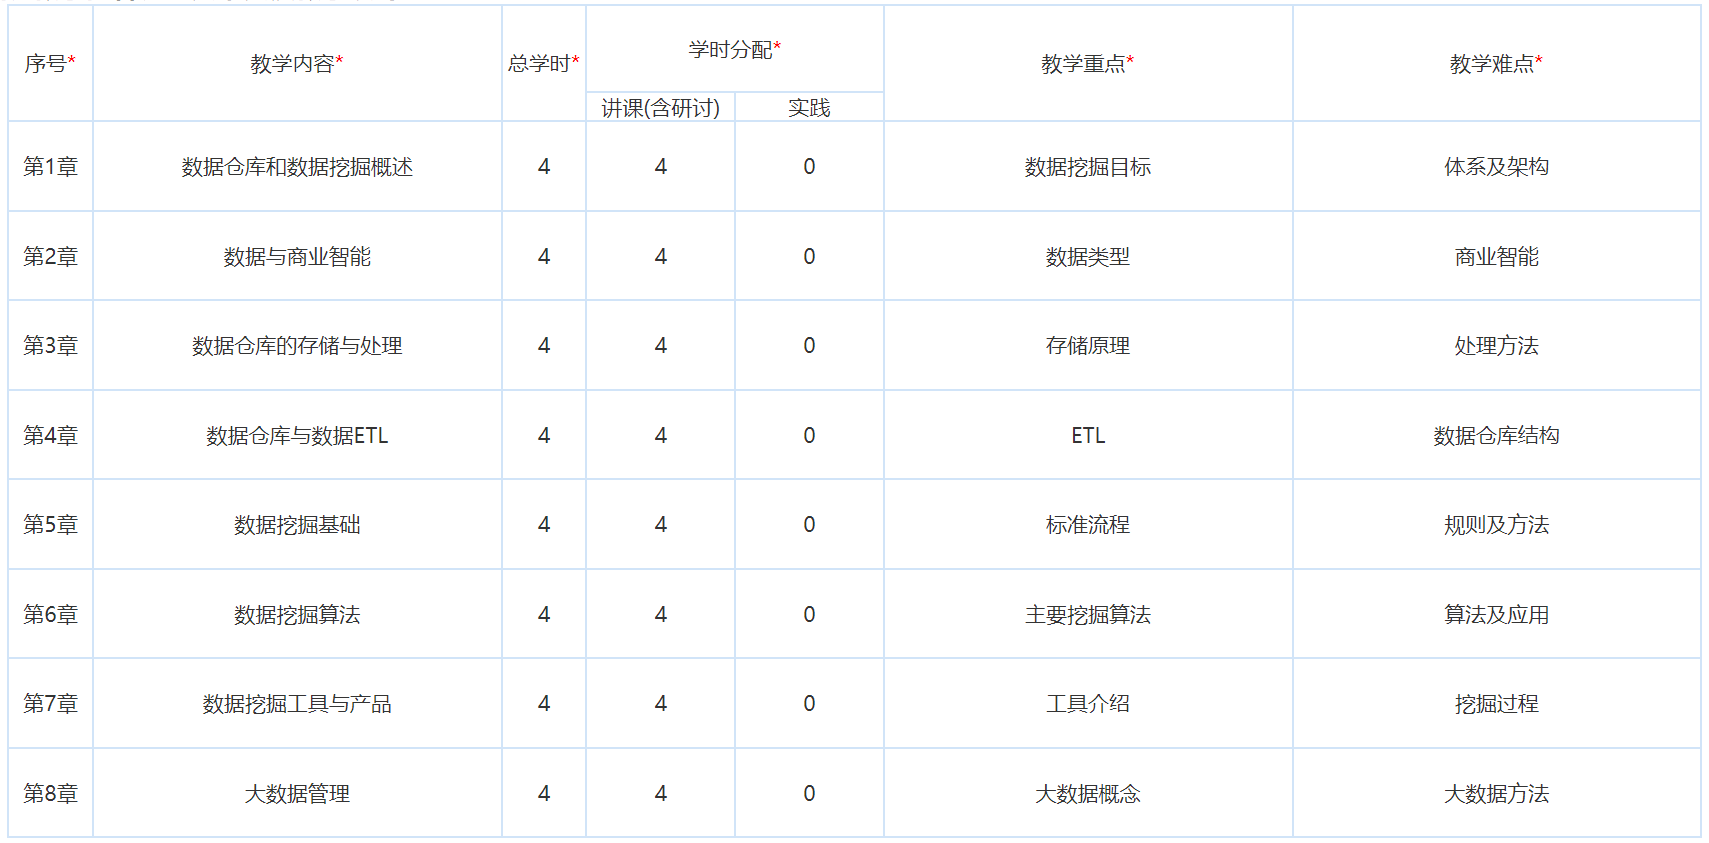 序号* 教学内容* 总学时* 学时分配* 教学重点* 教学难点*
讲课(含研讨) 实践
第1章 数据仓库和数据挖掘概述 4 4 0 数据挖掘目标 体系及架构
第2章 数据与商业智能 4 4 0 数据类型 商业智能
第3章 数据仓库的存储与处理 4 4 0 存储原理 处理方法
第4章 数据仓库与数据ETL 4 4 0 ETL 数据仓库结构
第5章 数据挖掘基础 4 4 0 标准流程 规则及方法
第6章 数据挖掘算法 4 4 0 主要挖掘算法 算法及应用
第7章 数据挖掘工具与产品 4 4 0 工具介绍 挖掘过程
第8章 大数据管理 4 4 0 大数据概念 大数据方法